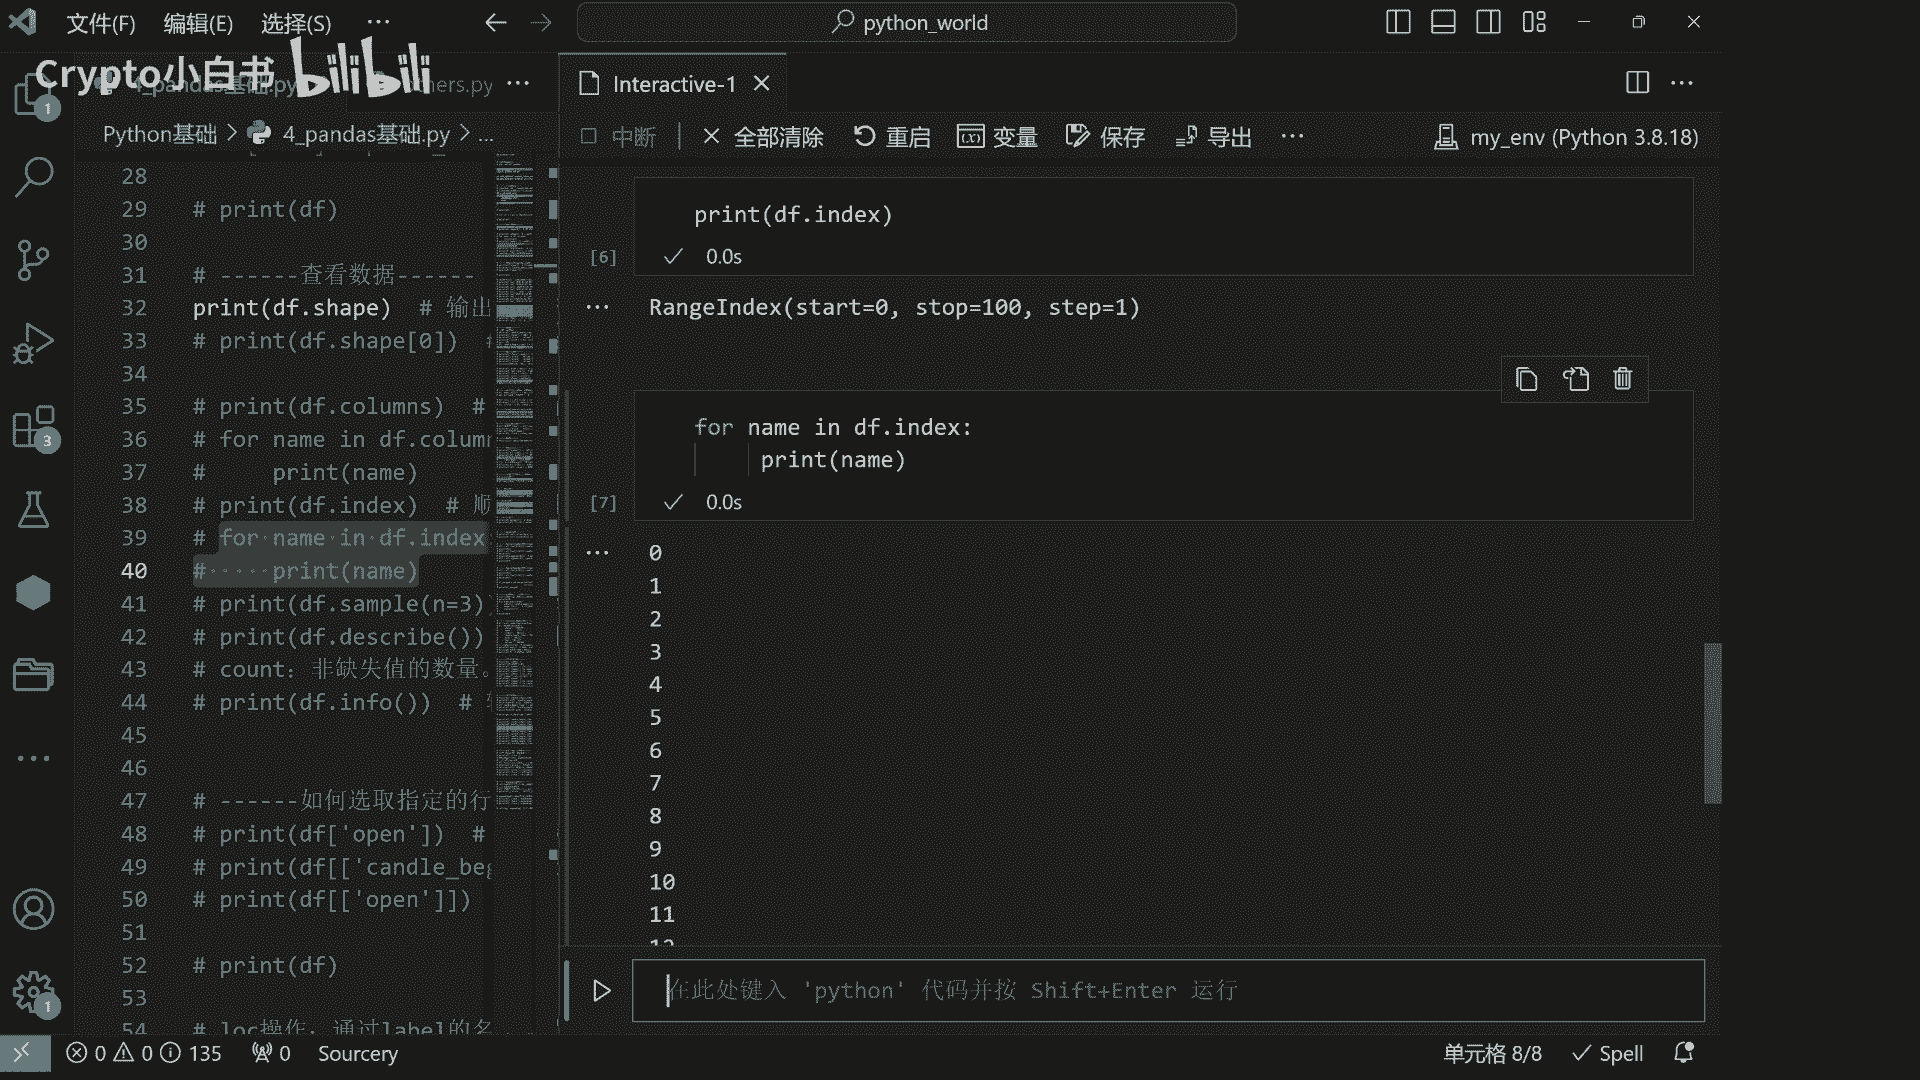 文件(F) 编辑(E) 选择(S) ··· python_world
Crypto小白书 bilibili
4_pandas基础.py hers.py ···
Interactive-1
Python基础 > 4_pandas基础.py > ...
中断 全部清除 重启 变量 保存 导出 ··· my_env (Python 3.8.18)
28
29 # print(df)
30
31 # ------查看数据------
32 print(df.shape) # 输出
33 # print(df.shape[0]) #
34
35 # print(df.columns) #
36 # for name in df.colum
37 #     print(name)
38 # print(df.index) # 顺
39 # for name in df.index
40 #     print(name)
41 # print(df.sample(n=3)
42 # print(df.describe())
43 # count：非缺失值的数量。
44 # print(df.info()) #
45
46
47 # ------如何选取指定的行
48 # print(df['open']) #
49 # print(df[['candle_beg
50 # print(df[['open']])
51
52 # print(df)
53
54 # loc操作：通过label的名
print(df.index)
[6] 0.0s
RangeIndex(start=0, stop=100, step=1)
for name in df.index:
    print(name)
[7] 0.0s
0
1
2
3
4
5
6
7
8
9
10
11
12
在此处键入 'python' 代码并按 Shift+Enter 运行
1
3
1
0 0 135 0 Sourcery 单元格 8/8 Spell